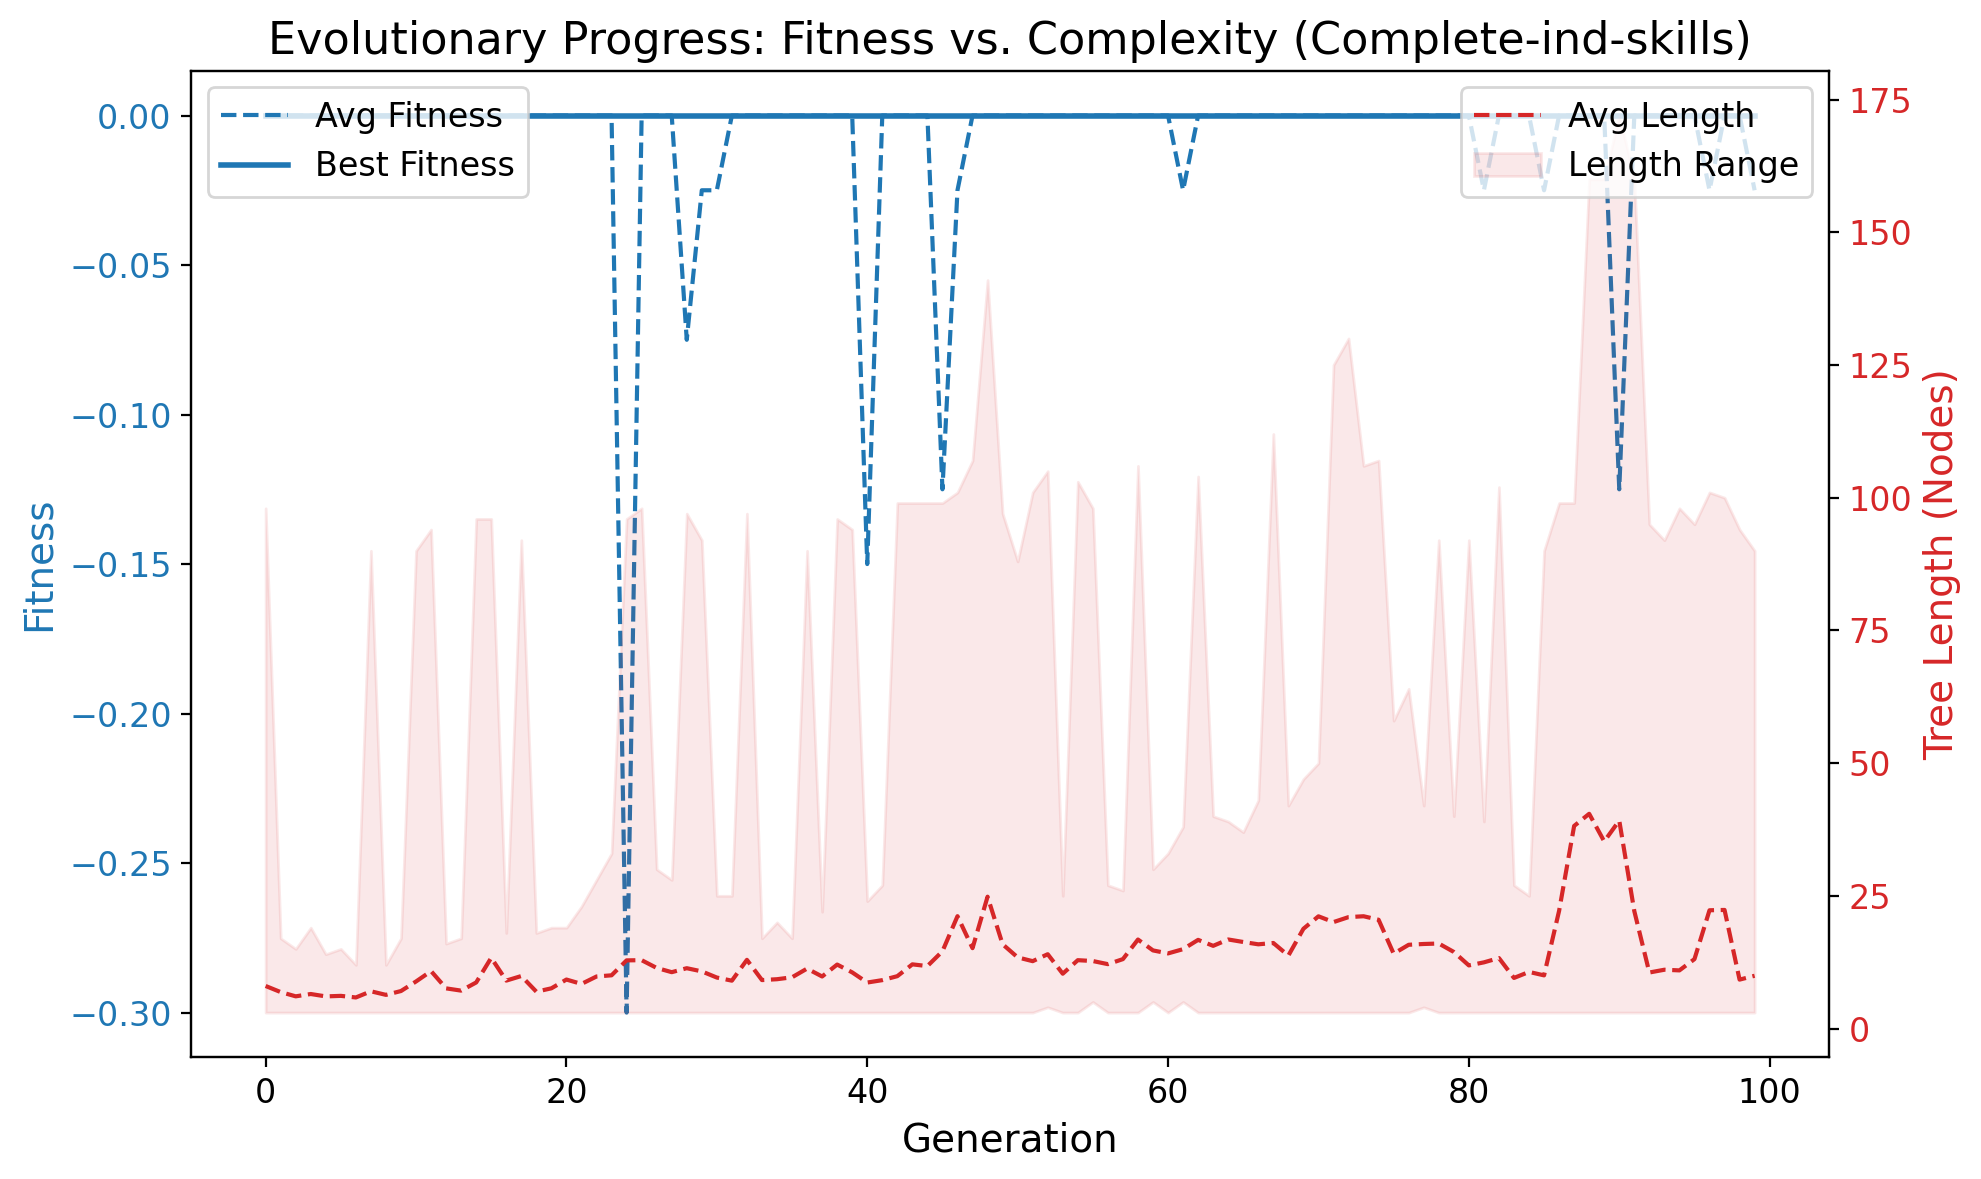 Evolutionary Progress: Fitness vs. Complexity (Complete-ind-skills)
Avg Fitness
Best Fitness
Avg Length
Length Range
Fitness
0.00
−0.05
−0.10
−0.15
−0.20
−0.25
−0.30
175
150
125
100
75
50
25
0
Tree Length (Nodes)
0 20 40 60 80 100
Generation